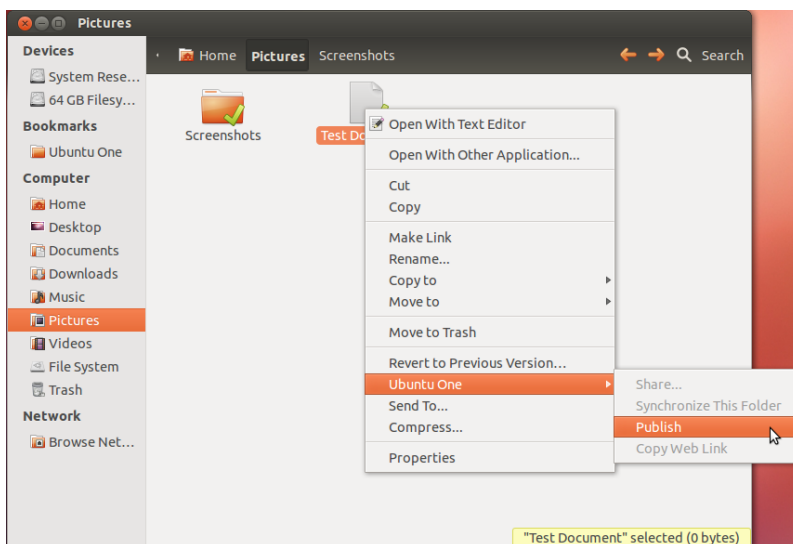 Pictures
Devices
System Rese...
64 GB Filesy...
Bookmarks
Ubuntu One
Computer
Home
Desktop
Documents
Downloads
Music
Pictures
Videos
File System
Trash
Network
Browse Net...
Home Pictures Screenshots Search
Screenshots
Test Do
Open With Text Editor
Open With Other Application...
Cut
Copy
Make Link
Rename...
Copy to
Move to
Move to Trash
Revert to Previous Version...
Ubuntu One
Send To...
Compress...
Properties
Share...
Synchronize This Folder
Publish
Copy Web Link
"Test Document" selected (0 bytes)